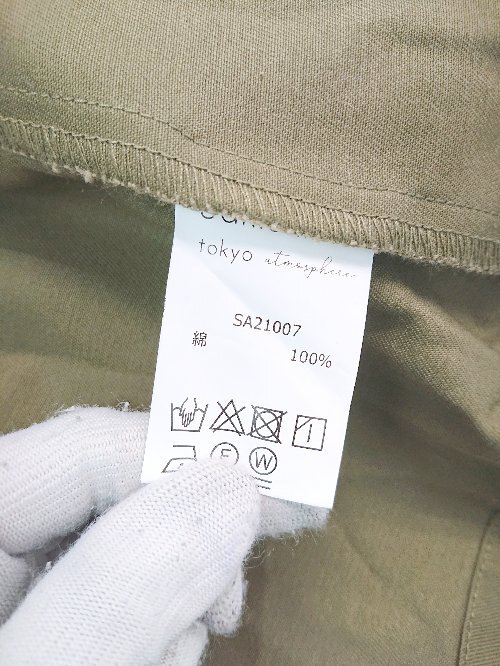 tokyo atmosphere
SA21007
綿 100%
W